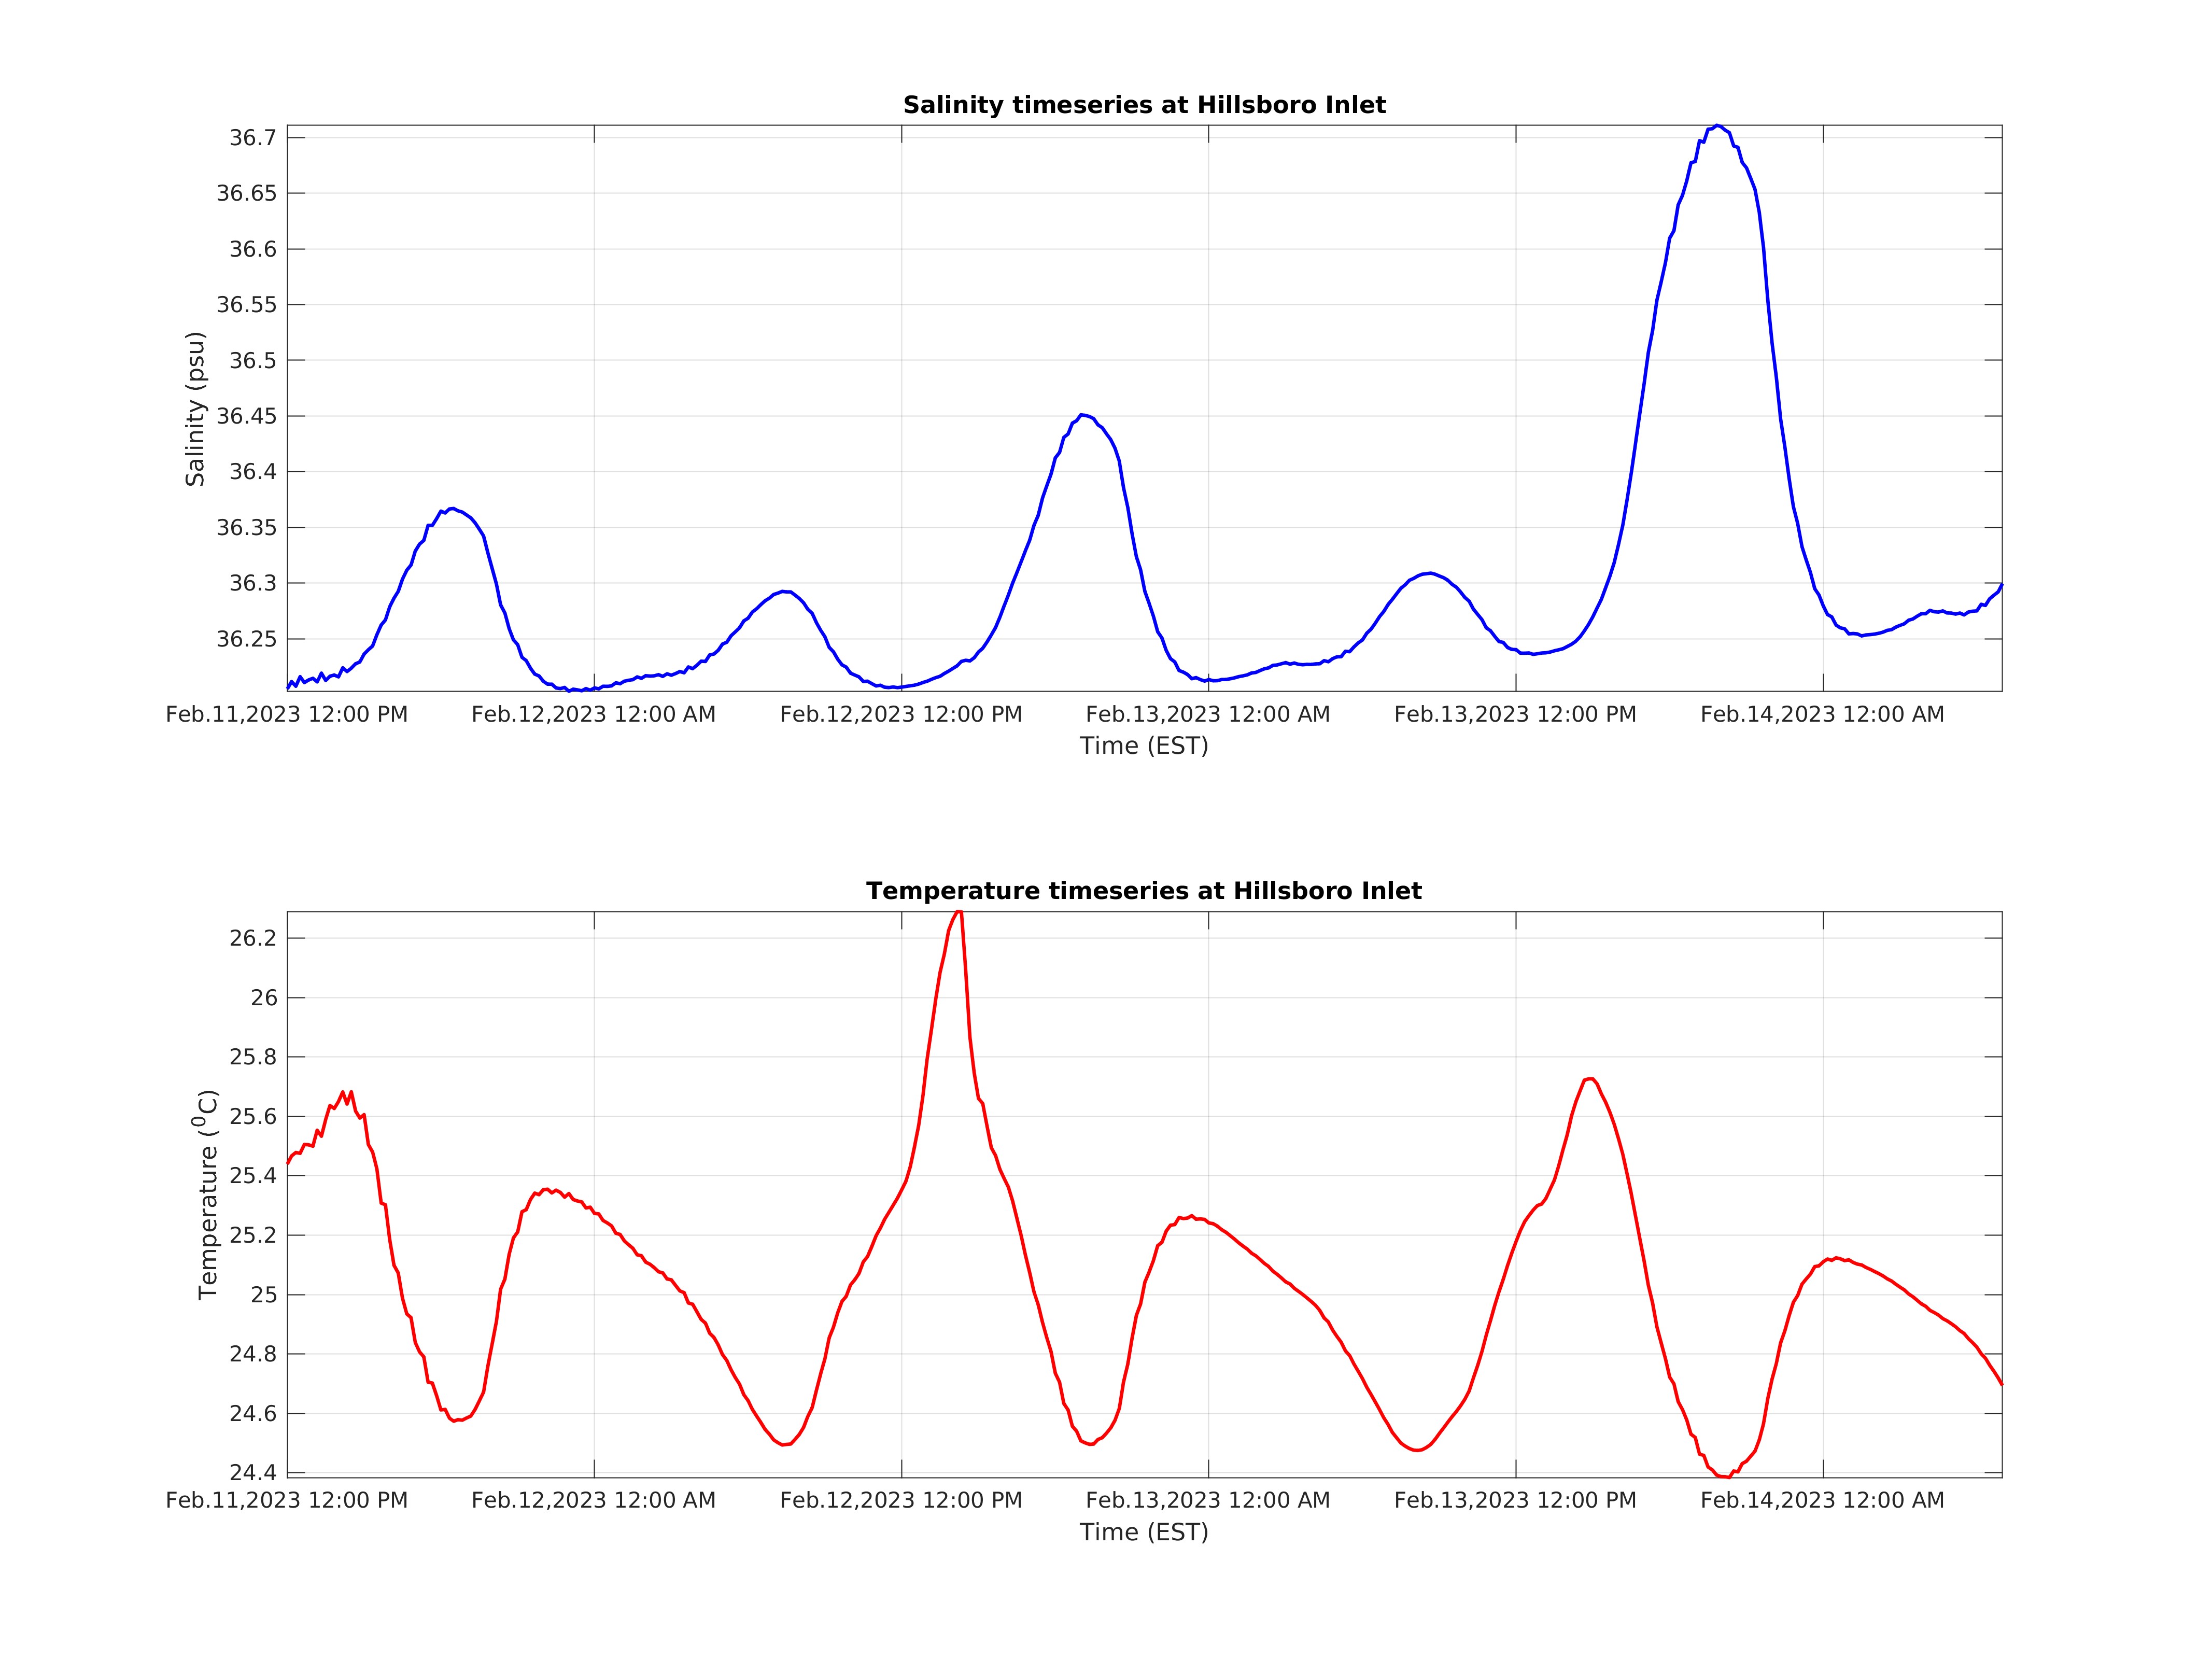 Salinity timeseries at Hillsboro Inlet
36.7
36.65
36.6
36.55
36.5
36.45
36.4
36.35
36.3
36.25
Salinity (psu)
Feb.11,2023 12:00 PM Feb.12,2023 12:00 AM Feb.12,2023 12:00 PM Feb.13,2023 12:00 AM Feb.13,2023 12:00 PM Feb.14,2023 12:00 AM
Time (EST)
Temperature timeseries at Hillsboro Inlet
26.2
26
25.8
25.6
25.4
25.2
25
24.8
24.6
24.4
Temperature (⁰C)
Feb.11,2023 12:00 PM Feb.12,2023 12:00 AM Feb.12,2023 12:00 PM Feb.13,2023 12:00 AM Feb.13,2023 12:00 PM Feb.14,2023 12:00 AM
Time (EST)